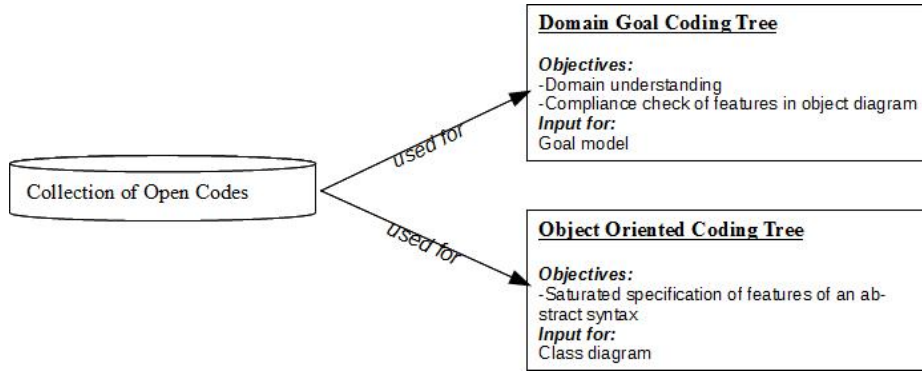 Domain Goal Coding Tree
Objectives:
-Domain understanding
-Compliance check of features in object diagram
Input for:
Goal model
used for
Collection of Open Codes
used for
Object Oriented Coding Tree
Objectives:
-Saturated specification of features of an ab-
stract syntax
Input for:
Class diagram